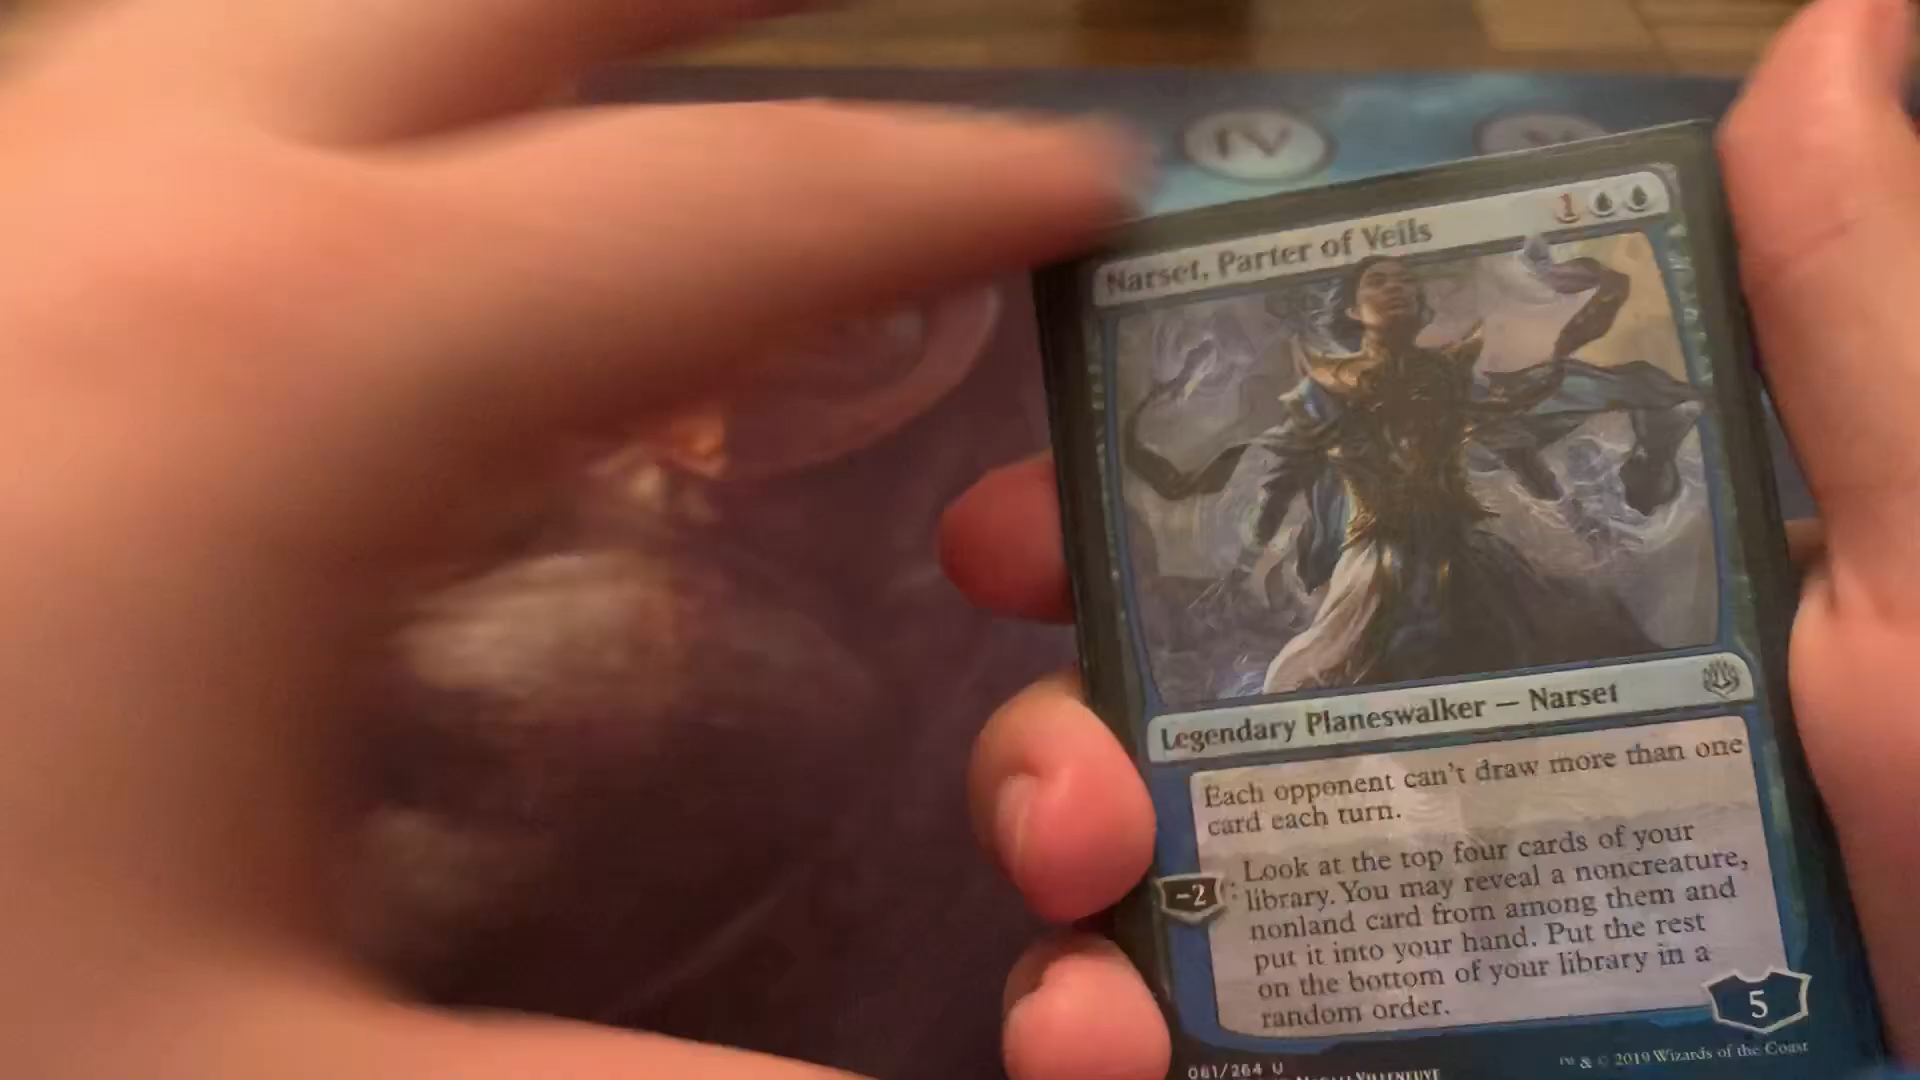 IV
Narset, Parter of Veils
1
Legendary Planeswalker — Narset
Each opponent can't draw more than one
card each turn.
-2: Look at the top four cards of your
library. You may reveal a noncreature,
nonland card from among them and
put it into your hand. Put the rest
on the bottom of your library in a
random order.
5
061/264 U
™ & © 2019 Wizards of the Coast